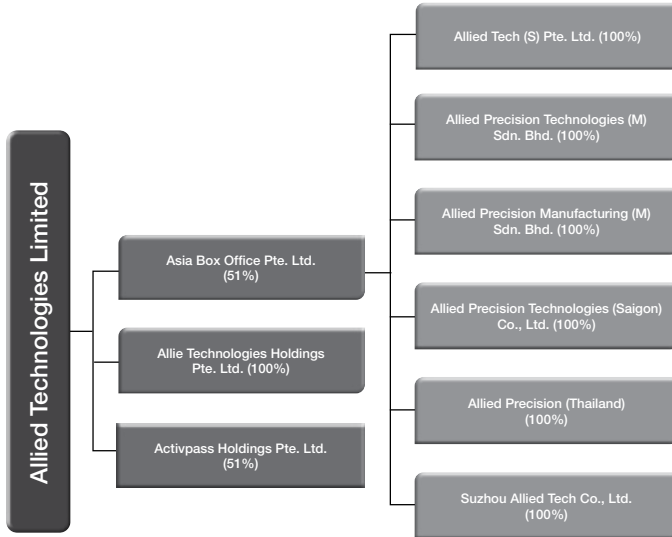 Allied Technologies Limited
Asia Box Office Pte. Ltd.
(51%)
Allie Technologies Holdings
Pte. Ltd. (100%)
Activpass Holdings Pte. Ltd.
(51%)
Allied Tech (S) Pte. Ltd. (100%)
Allied Precision Technologies (M)
Sdn. Bhd. (100%)
Allied Precision Manufacturing (M)
Sdn. Bhd. (100%)
Allied Precision Technologies (Saigon)
Co., Ltd. (100%)
Allied Precision (Thailand)
(100%)
Suzhou Allied Tech Co., Ltd.
(100%)